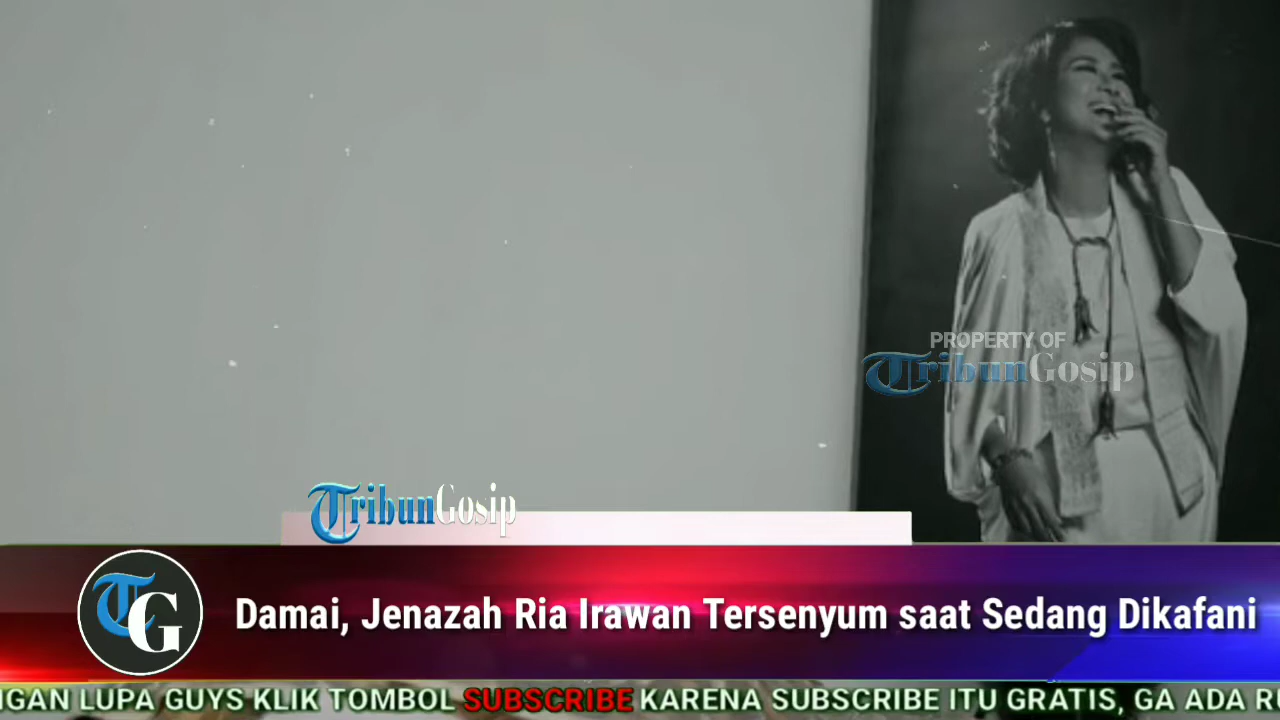 PROPERTY OF
TribunGosip
TribunGosip
TG
Damai, Jenazah Ria Irawan Tersenyum saat Sedang Dikafani
NGAN LUPA GUYS KLIK TOMBOL SUBSCRIBE KARENA SUBSCRIBE ITU GRATIS, GA ADA RU